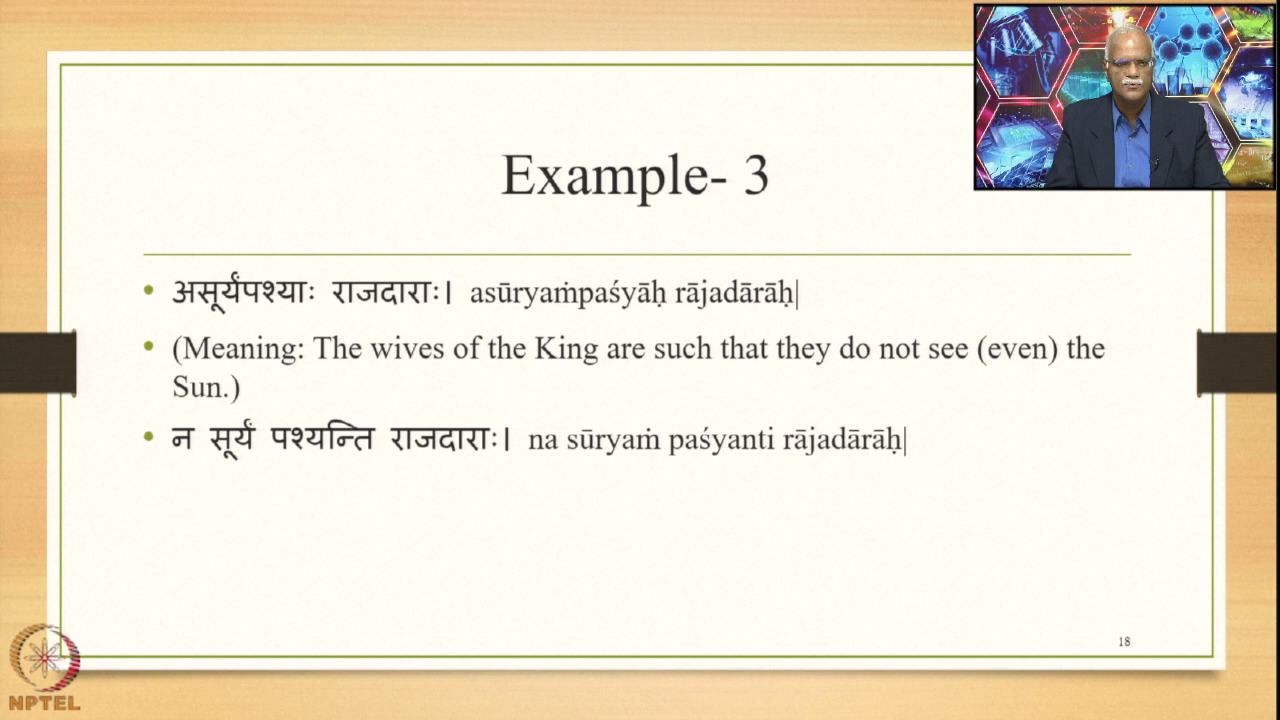 Example- 3
असूर्यंपश्याः राजदाराः। asūryaṁpaśyāḥ rājadārāḥ|
(Meaning: The wives of the King are such that they do not see (even) the
Sun.)
न सूर्यं पश्यन्ति राजदाराः। na sūryaṁ paśyanti rājadārāḥ|
18
NPTEL